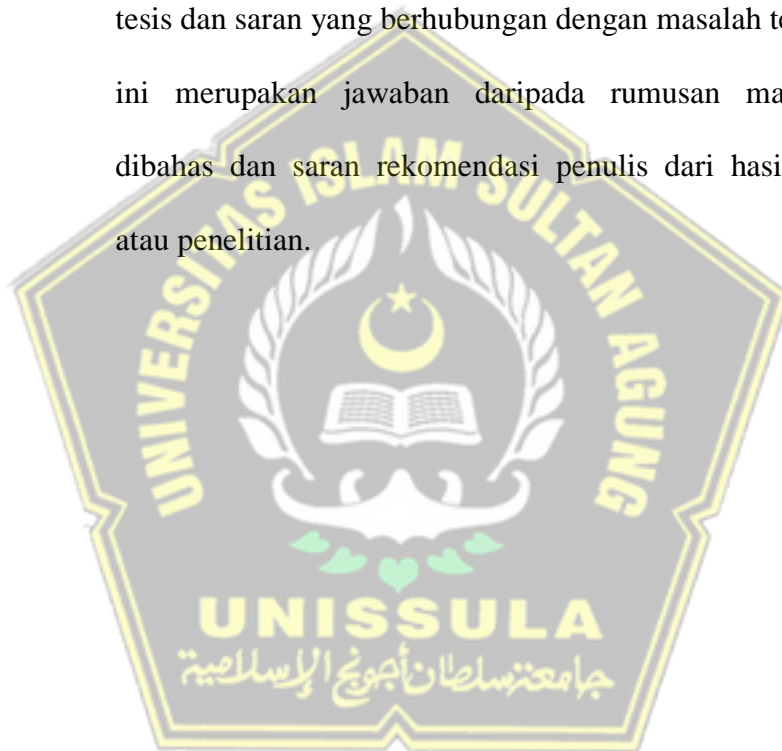 tesis dan saran yang berhubungan dengan masalah
ini merupakan jawaban daripada rumusan
dibahas dan saran rekomendasi penulis dari
atau penelitian.
UNIVERSITAS ISLAM SULTAN AGUNG
UNISSULA
جامعة سلطان أجونج الإسلامية